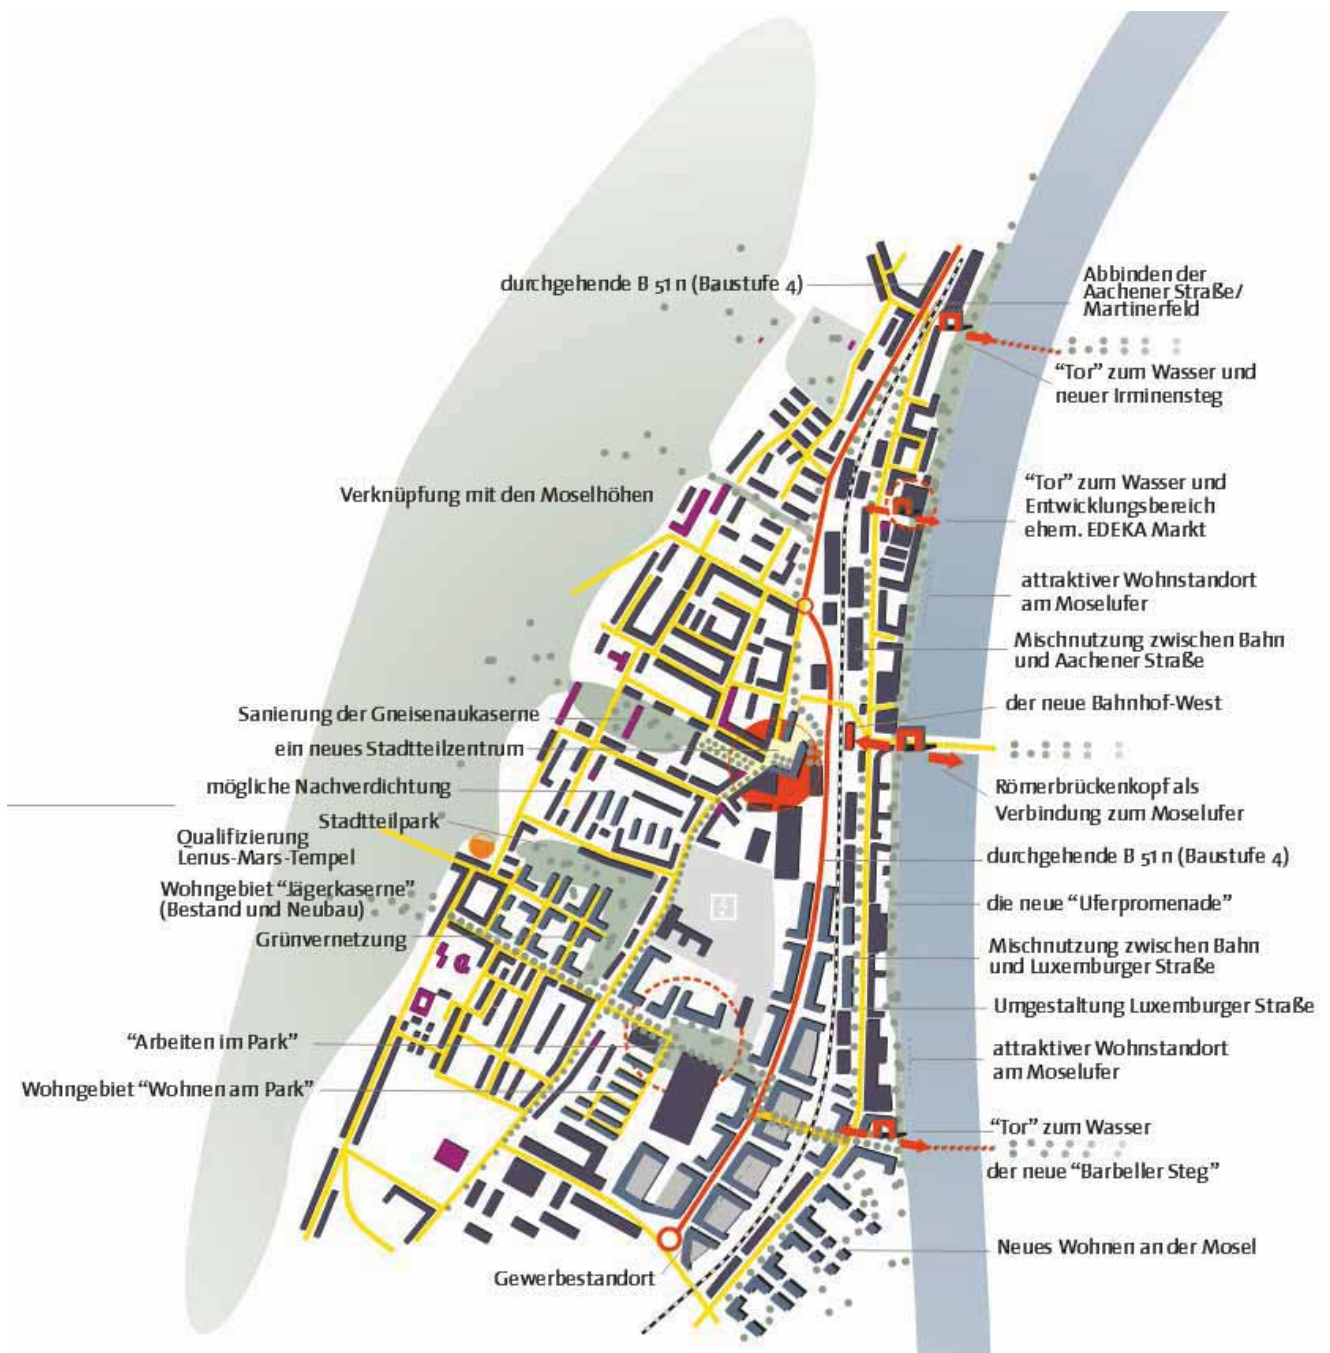 durchgehende B 51 n (Baustufe 4)
Abbinden der
Aachener Straße/
Martinerfeld
“Tor” zum Wasser und
neuer Irminensteg
Verknüpfung mit den Moselhöhen
“Tor” zum Wasser und
Entwicklungsbereich
ehem. EDEKA Markt
attraktiver Wohnstandort
am Moselufer
Mischnutzung zwischen Bahn
und Aachener Straße
der neue Bahnhof-West
Sanierung der Gneisenaukaserne
ein neues Stadtteilzentrum
mögliche Nachverdichtung
Stadtteilpark
Römerbrückenkopf als
Verbindung zum Moselufer
Qualifizierung
Lenus-Mars-Tempel
durchgehende B 51 n (Baustufe 4)
Wohngebiet “Jägerkaserne”
(Bestand und Neubau)
die neue “Uferpromenade”
Grünvernetzung
Mischnutzung zwischen Bahn
und Luxemburger Straße
Umgestaltung Luxemburger Straße
“Arbeiten im Park”
attraktiver Wohnstandort
am Moselufer
Wohngebiet “Wohnen am Park”
“Tor” zum Wasser
der neue “Barbeller Steg”
Neues Wohnen an der Mosel
Gewerbestandort